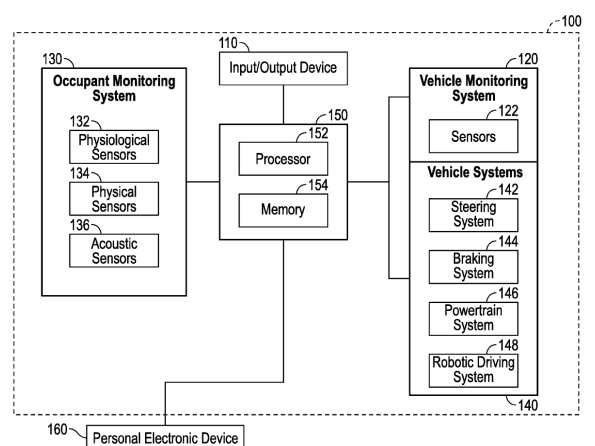 100
130
Occupant Monitoring
System
132
Physiological
Sensors
134
Physical
Sensors
136
Acoustic
Sensors
110
Input/Output Device
150
152
Processor
154
Memory
120
Vehicle Monitoring
System
122
Sensors
Vehicle Systems
142
Steering
System
144
Braking
System
146
Powertrain
System
148
Robotic Driving
System
140
160
Personal Electronic Device